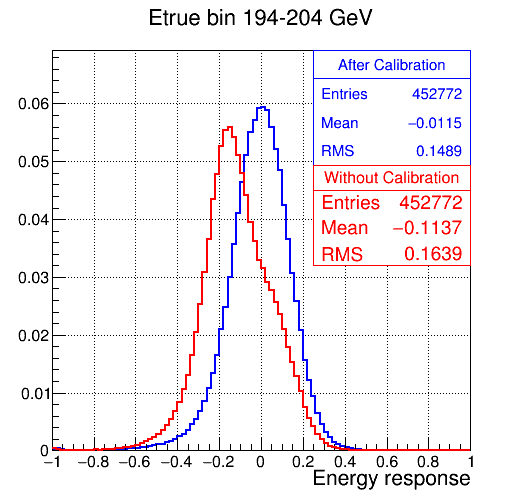 Etrue bin 194-204 GeV
After Calibration
Entries 452772
Mean −0.0115
RMS 0.1489
Without Calibration
Entries 452772
Mean −0.1137
RMS 0.1639
0.06
0.05
0.04
0.03
0.02
0.01
0
−1 −0.8 −0.6 −0.4 −0.2 0 0.2 0.4 0.6 0.8 1
Energy response